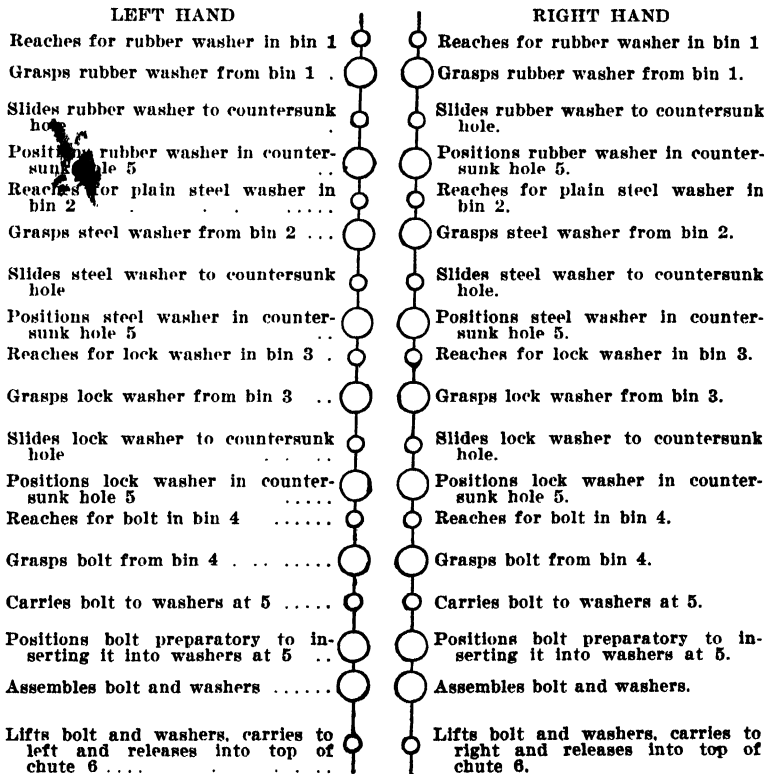 LEFT HAND
Reaches for rubber washer in bin 1
Grasps rubber washer from bin 1 .
Slides rubber washer to countersunk
hole .
rubber washer in counter-
5 ..
Reaches for plain steel washer in
bin 2 . . . .....
Grasps steel washer from bin 2 ...
Slides steel washer to countersunk
hole
Positions steel washer in counter-
sunk hole 5 ..
Reaches for lock washer in bin 3 .
Grasps lock washer from bin 3 ..
Slides lock washer to countersunk
hole . . . .
Positions lock washer in counter-
sunk hole 5 .....
Reaches for bolt in bin 4 ......
Grasps bolt from bin 4 . .. ......
Carries bolt to washers at 5 .....
Positions bolt preparatory to in-
serting it into washers at 5 ..
Assembles bolt and washers ......
Lifts bolt and washers, carries to
left and releases into top of
chute 6 .... . . .. ..
RIGHT HAND
Reaches for rubber washer in bin 1
Grasps rubber washer from bin 1.
Slides rubber washer to countersunk
hole.
Positions rubber washer in counter-
sunk hole 5.
Reaches for plain steel washer in
bin 2.
Grasps steel washer from bin 2.
Slides steel washer to countersunk
hole.
Positions steel washer in counter-
sunk hole 5.
Reaches for lock washer in bin 3.
Grasps lock washer from bin 3.
Slides lock washer to countersunk
hole.
Positions lock washer in counter-
sunk hole 5.
Reaches for bolt in bin 4.
Grasps bolt from bin 4.
Carries bolt to washers at 5.
Positions bolt preparatory to in-
serting it into washers at 5.
Assembles bolt and washers.
Lifts bolt and washers, carries to
right and releases into top of
chute 6.